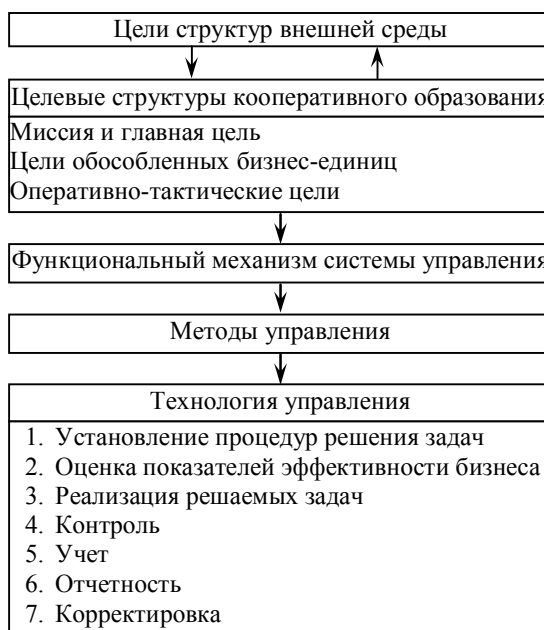 Цели структур внешней среды
Целевые структуры кооперативного образования
Миссия и главная цель
Цели обособленных бизнес-единиц
Оперативно-тактические цели
Функциональный механизм системы управления
Методы управления
Технология управления
1. Установление процедур решения задач
2. Оценка показателей эффективности бизнеса
3. Реализация решаемых задач
4. Контроль
5. Учет
6. Отчетность
7. Корректировка